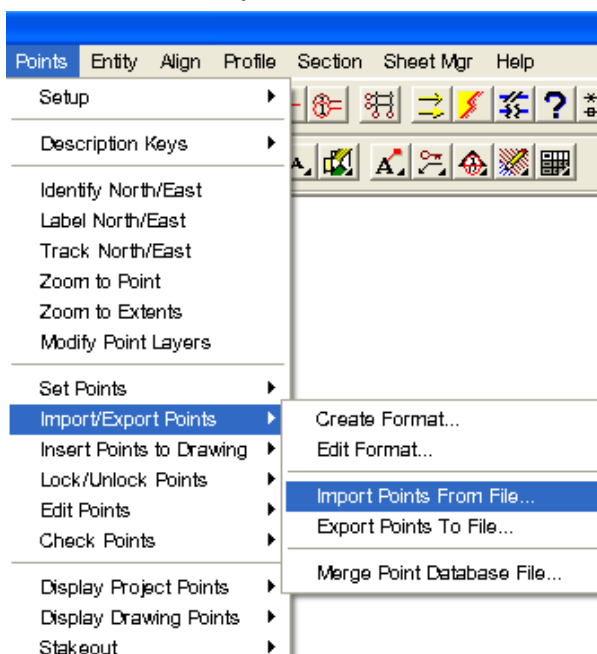 Points Entity Align Profile Section Sheet Mgr Help
Setup
Description Keys
Identify North/East
Label North/East
Track North/East
Zoom to Point
Zoom to Extents
Modify Point Layers
Set Points
Import/Export Points
Insert Points to Drawing
Lock/Unlock Points
Edit Points
Check Points
Display Project Points
Display Drawing Points
Stakeout
Create Format...
Edit Format...
Import Points From File...
Export Points To File...
Merge Point Database File...